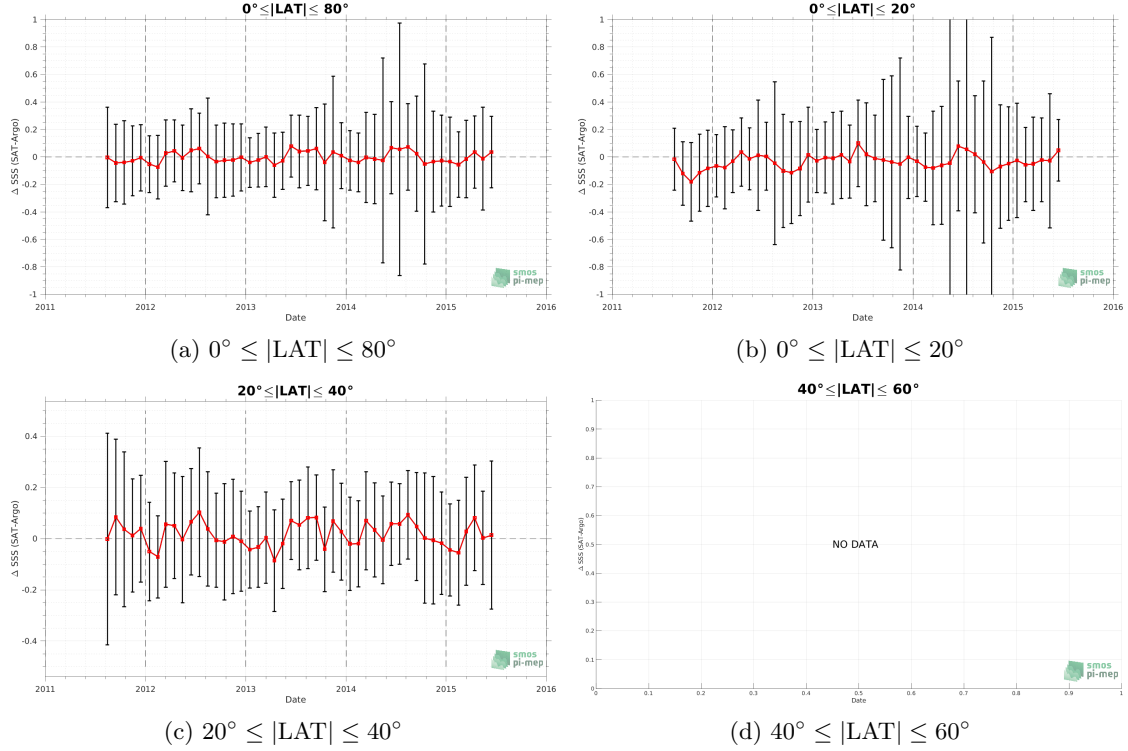 0°≤|LAT|≤ 80°
1
0.8
0.6
0.4
0.2
0
-0.2
-0.4
-0.6
-0.8
-1
Δ SSS (SAT-Argo)
2011
2012
2013
2014
2015
2016
Date
smos
pi-mep
(a) 0° ≤ |LAT| ≤ 80°
0°≤|LAT|≤ 20°
1
0.8
0.6
0.4
0.2
0
-0.2
-0.4
-0.6
-0.8
-1
Δ SSS (SAT-Argo)
2011
2012
2013
2014
2015
2016
Date
smos
pi-mep
(b) 0° ≤ |LAT| ≤ 20°
20°≤|LAT|≤ 40°
0.4
0.2
0
-0.2
-0.4
Δ SSS (SAT-Argo)
2011
2012
2013
2014
2015
2016
Date
smos
pi-mep
(c) 20° ≤ |LAT| ≤ 40°
40°≤|LAT|≤ 60°
1
0.9
0.8
0.7
0.6
0.5
0.4
0.3
0.2
0.1
0
Δ SSS (SAT-Argo)
NO DATA
0
0.1
0.2
0.3
0.4
0.5
0.6
0.7
0.8
0.9
1
Date
smos
pi-mep
(d) 40° ≤ |LAT| ≤ 60°